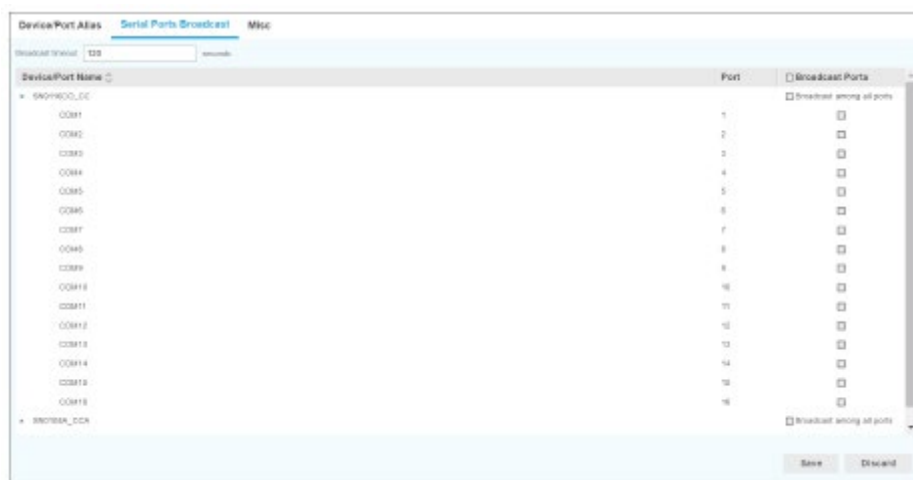 Device/Port Alias Serial Ports Broadcast Misc
Broadcast timeout 120 seconds
Device/Port Name Port Broadcast Ports
SN0116CO_CC Broadcast among all ports
COM1 1
COM2 2
COM3 3
COM4 4
COM5 5
COM6 6
COM7 7
COM8 8
COM9 9
COM10 10
COM11 11
COM12 12
COM13 13
COM14 14
COM15 15
COM16 16
Broadcast among all ports
Save Discard